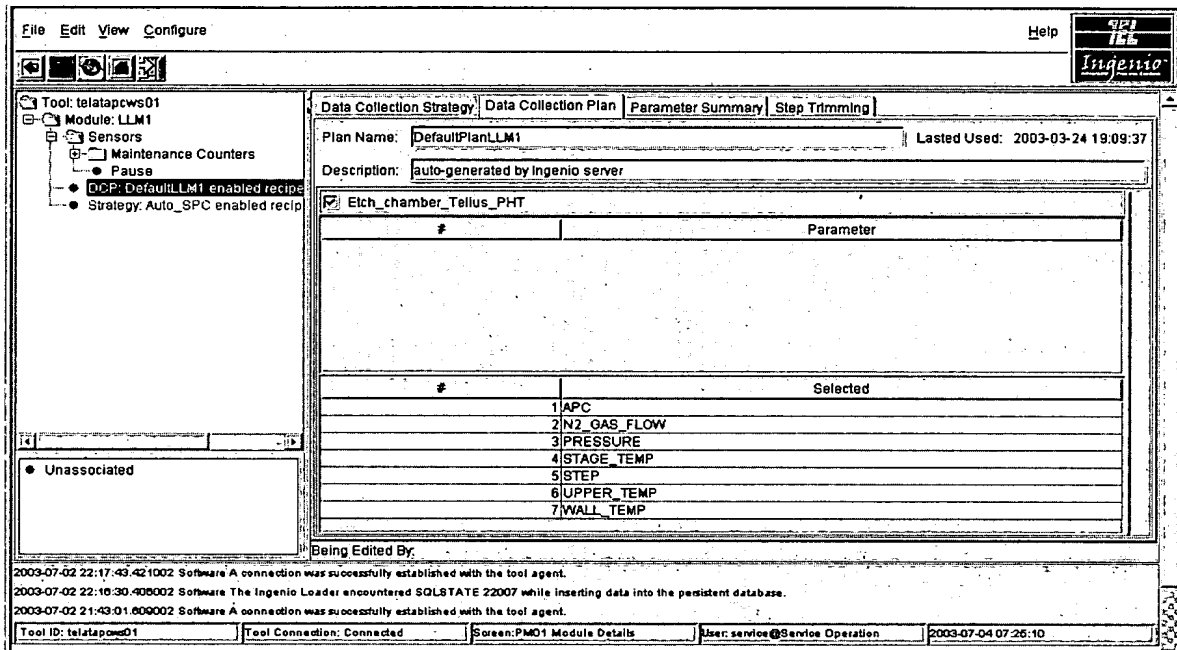 File Edit View Configure Help
TEL
Ingenio
Tool: telatapcws01
Module: LLM1
Sensors
Maintenance Counters
Pause
DCP: DefaultLLM1 enabled recipe
Strategy: Auto_SPC enabled recip
Unassociated
Data Collection Strategy Data Collection Plan Parameter Summary Step Trimming
Plan Name: DefaultPlanLLM1 Lasted Used: 2003-03-24 19:09:37
Description: auto-generated by Ingenio server
Etch_chamber_Tellus_PHT
# Parameter
# Selected
1 APC
2 N2_GAS_FLOW
3 PRESSURE
4 STAGE_TEMP
5 STEP
6 UPPER_TEMP
7 WALL_TEMP
Being Edited By:
2003-07-02 22:17:43.421002 Software A connection was successfully established with the tool agent.
2003-07-02 22:16:30.406002 Software The Ingenio Loader encountered SQLSTATE 22007 while inserting data into the persistent database.
2003-07-02 21:43:01.609002 Software A connection was successfully established with the tool agent.
Tool ID: telatapcws01 Tool Connection: Connected Screen:PM01 Module Details User: service@Service Operation 2003-07-04 07:25:10